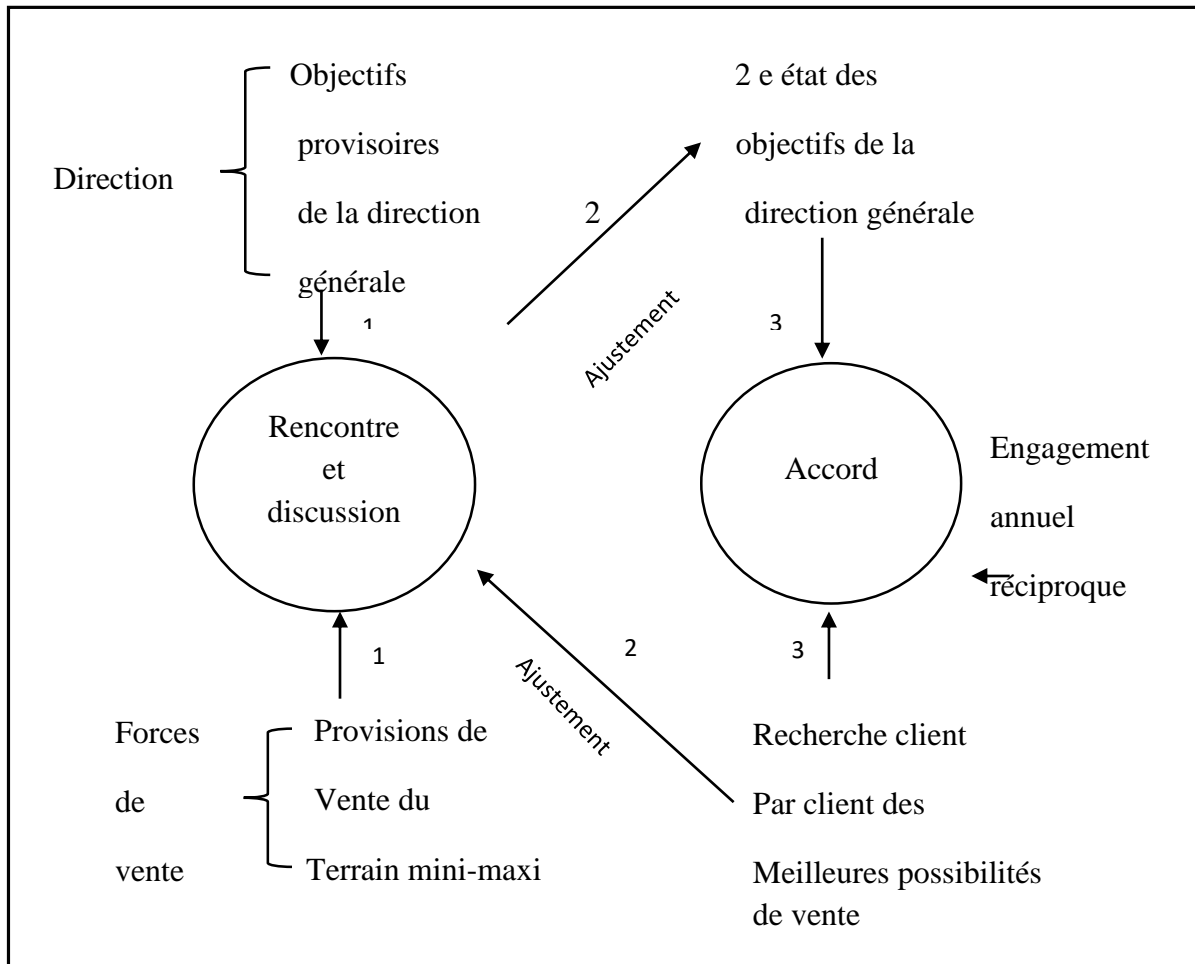 Objectifs
provisoires
de la direction
générale
Direction
2 e état des
objectifs de la
direction générale
2
Ajustement
1
3
Rencontre
et
discussion
Accord
Engagement
annuel
réciproque
1
2
3
Ajustement
Forces
de
vente
Provisions de
Vente du
Terrain mini-maxi
Recherche client
Par client des
Meilleures possibilités
de vente